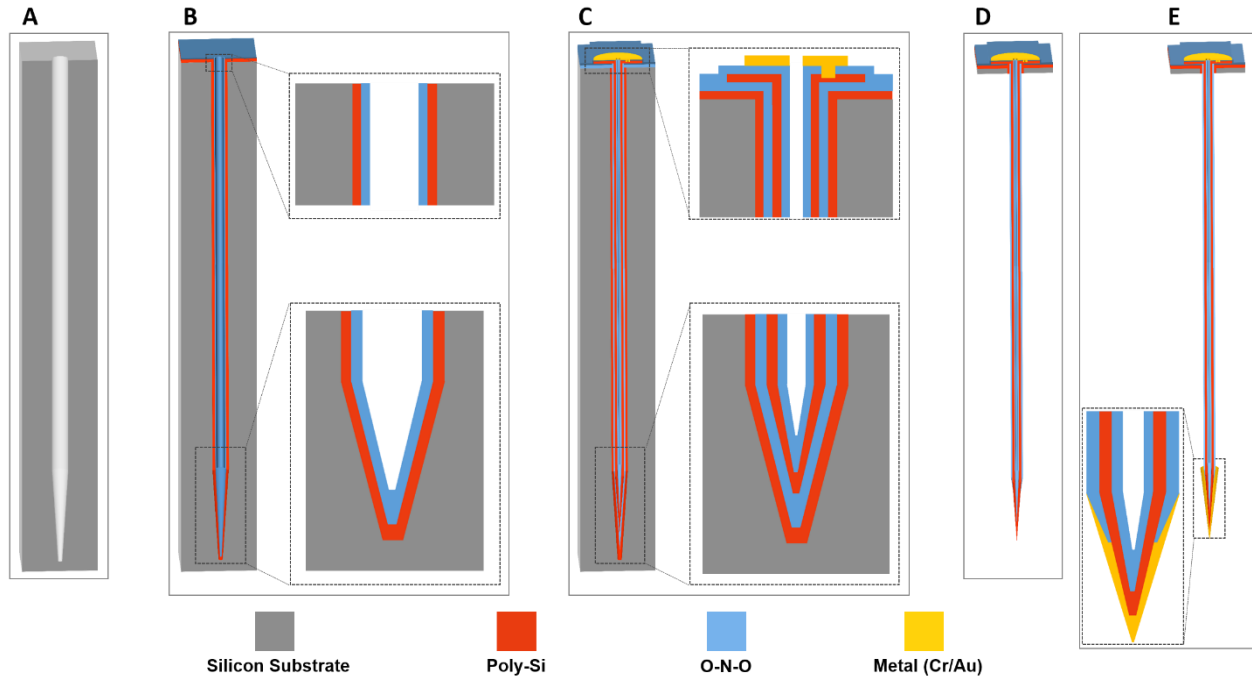 A
B
C
D
E
Silicon Substrate
Poly-Si
O-N-O
Metal (Cr/Au)